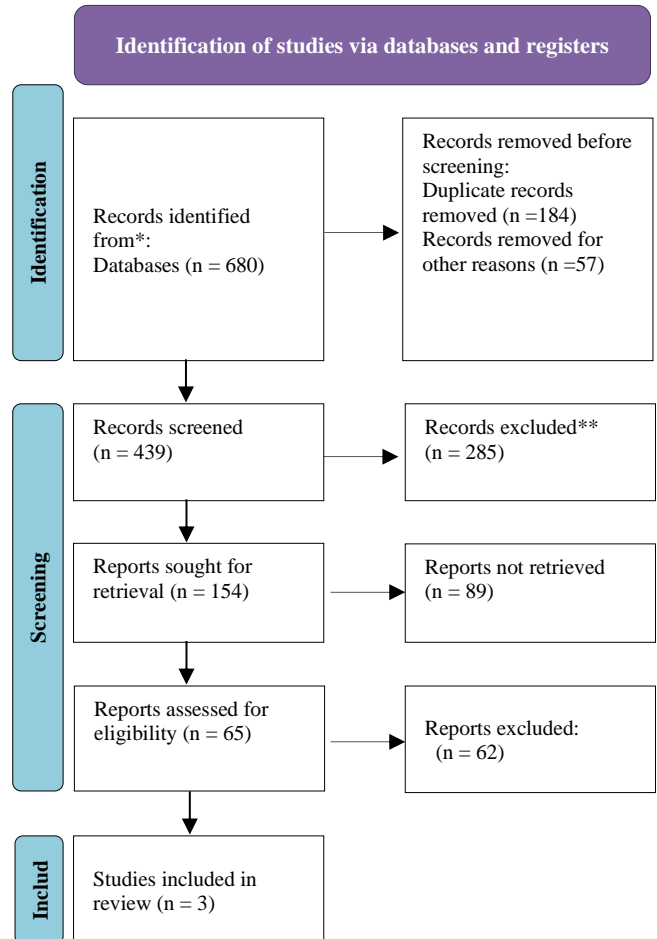 Identification of studies via databases and registers
Identification
Records identified
from*:
Databases (n = 680)
Records removed before
screening:
Duplicate records
removed (n =184)
Records removed for
other reasons (n =57)
Screening
Records screened
(n = 439)
Records excluded**
(n = 285)
Reports sought for
retrieval (n = 154)
Reports not retrieved
(n = 89)
Reports assessed for
eligibility (n = 65)
Reports excluded:
(n = 62)
Includ
Studies included in
review (n = 3)